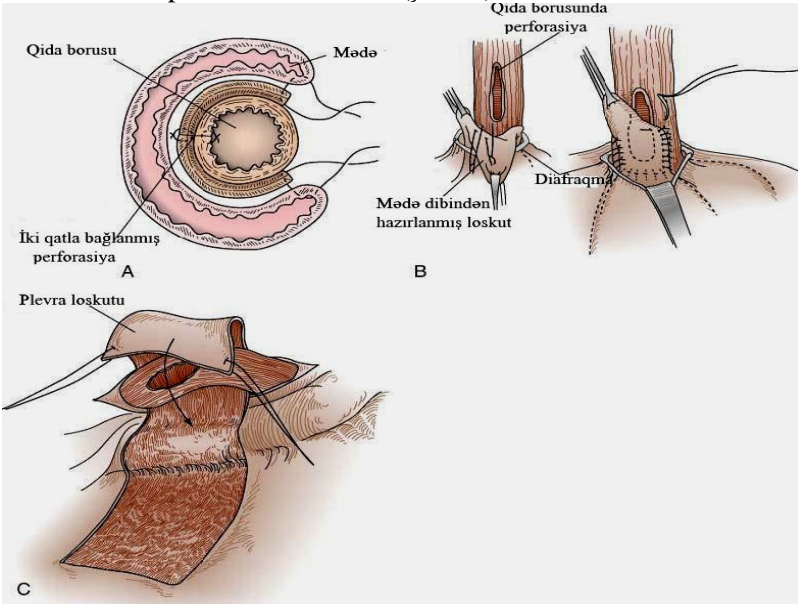 Qida borusu
Mədə
İki qatla bağlanmış
perforasiya
A
Qida borusunda
perforasiya
Diafraqma
Mədə dibindən
hazırlanmış loskut
B
Plevra loskutu
C